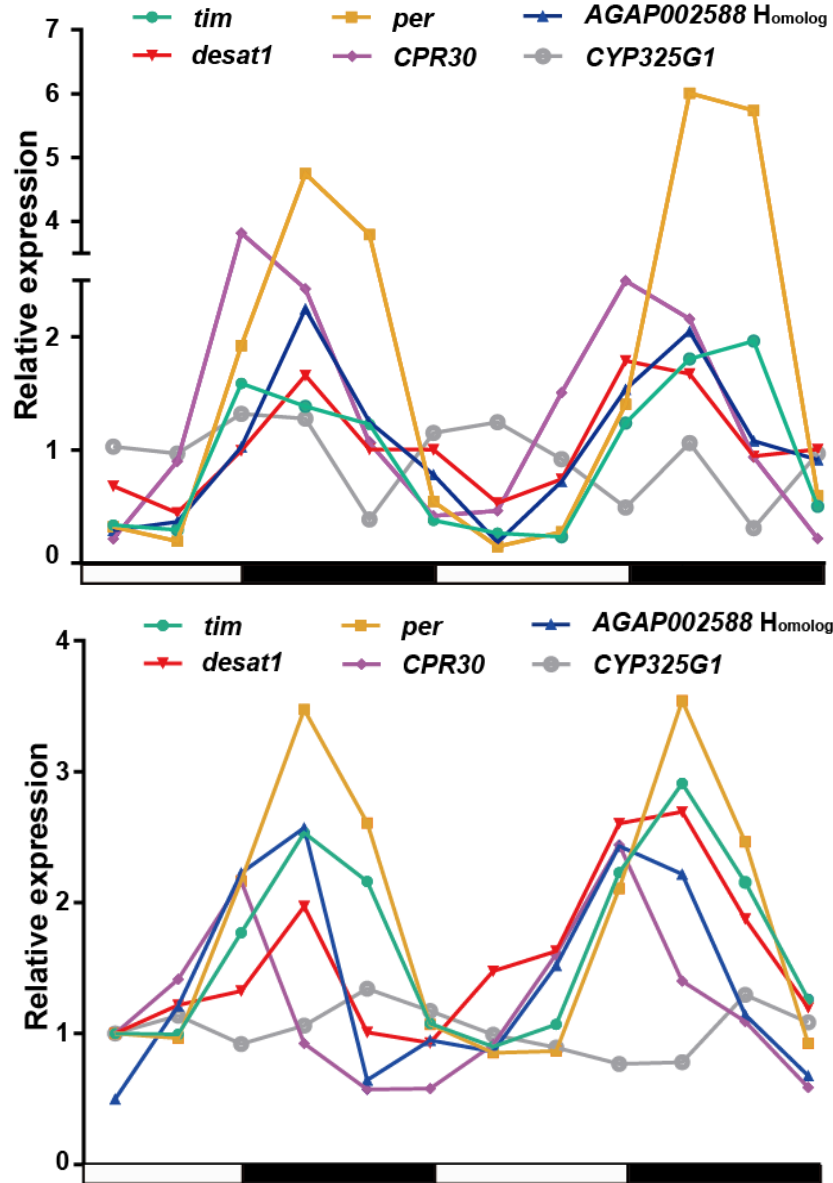 7
tim per AGAP002588 Homolog
desat1 CPR30 CYP325G1
6
5
4
Relative expression
2
1
0
tim per AGAP002588 Homolog
4
desat1 CPR30 CYP325G1
3
Relative expression
2
1
0